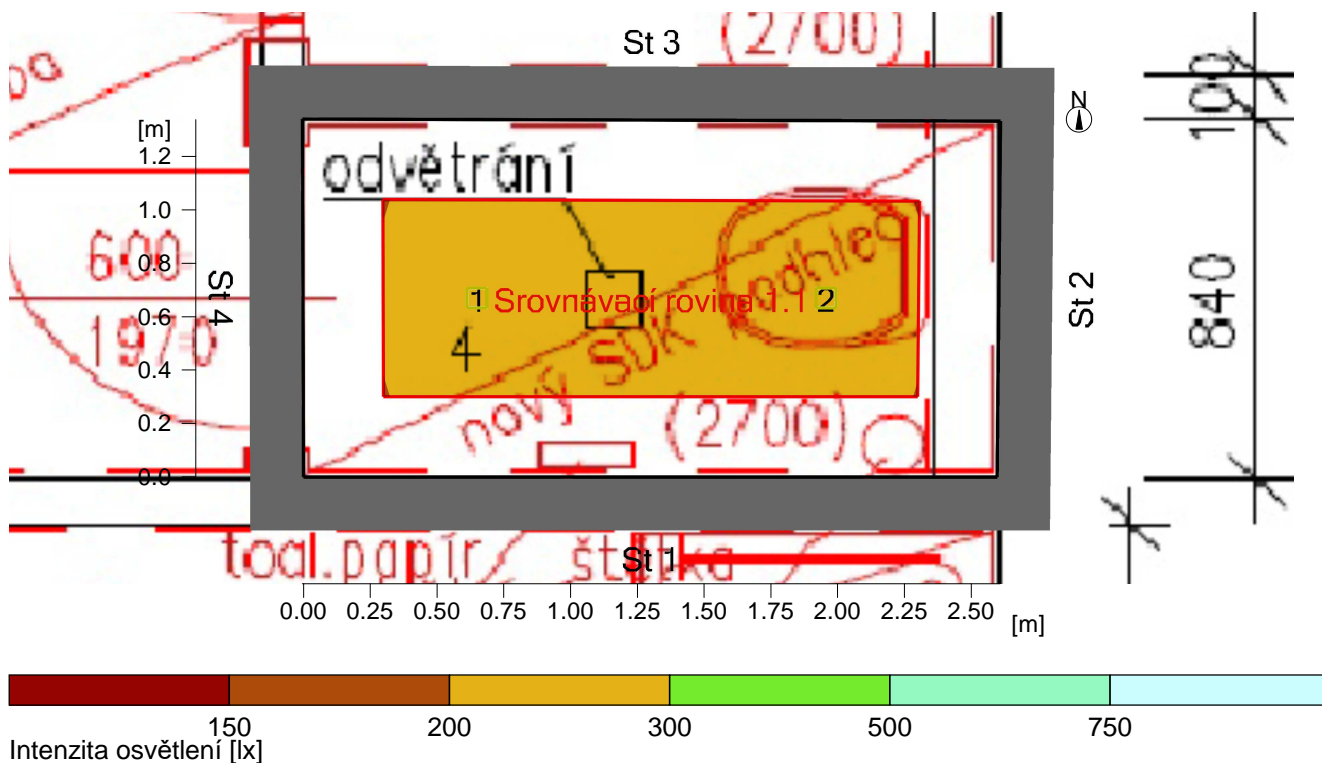 St 3
(2700)
N
[m]
190
1.2
odvětrání
1.0
600
0.8
St 4
1 Srovnávací rovina 1.1 2
St 2
840
0.6
1970
4
nový SDK podhled
0.4
0.2
(2700)
0.0
toal.papír
St 1
štětka
0.00 0.25 0.50 0.75 1.00 1.25 1.50 1.75 2.00 2.25 2.50
[m]
150 200 300 500 750
Intenzita osvětlení [lx]